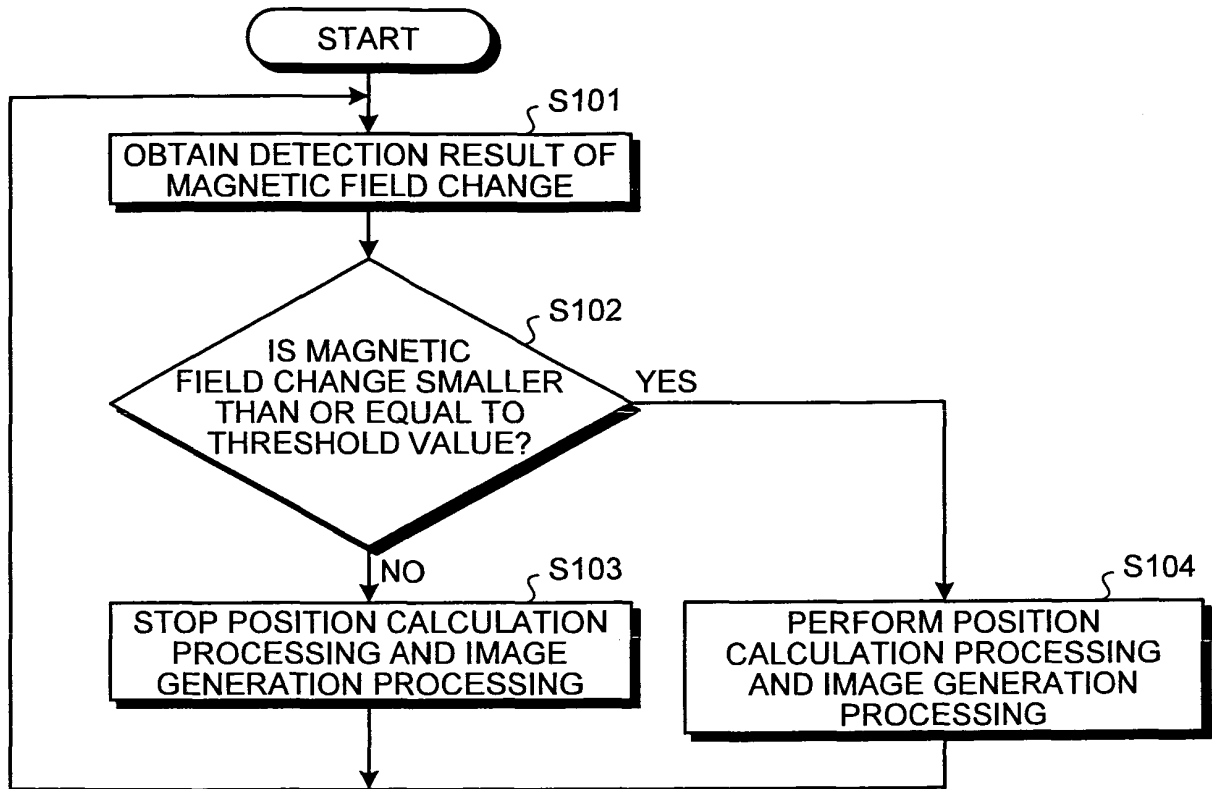 START
S101
OBTAIN DETECTION RESULT OF
MAGNETIC FIELD CHANGE
S102
IS MAGNETIC
FIELD CHANGE SMALLER
THAN OR EQUAL TO
THRESHOLD VALUE?
YES
NO
S103
STOP POSITION CALCULATION
PROCESSING AND IMAGE
GENERATION PROCESSING
S104
PERFORM POSITION
CALCULATION PROCESSING
AND IMAGE GENERATION
PROCESSING